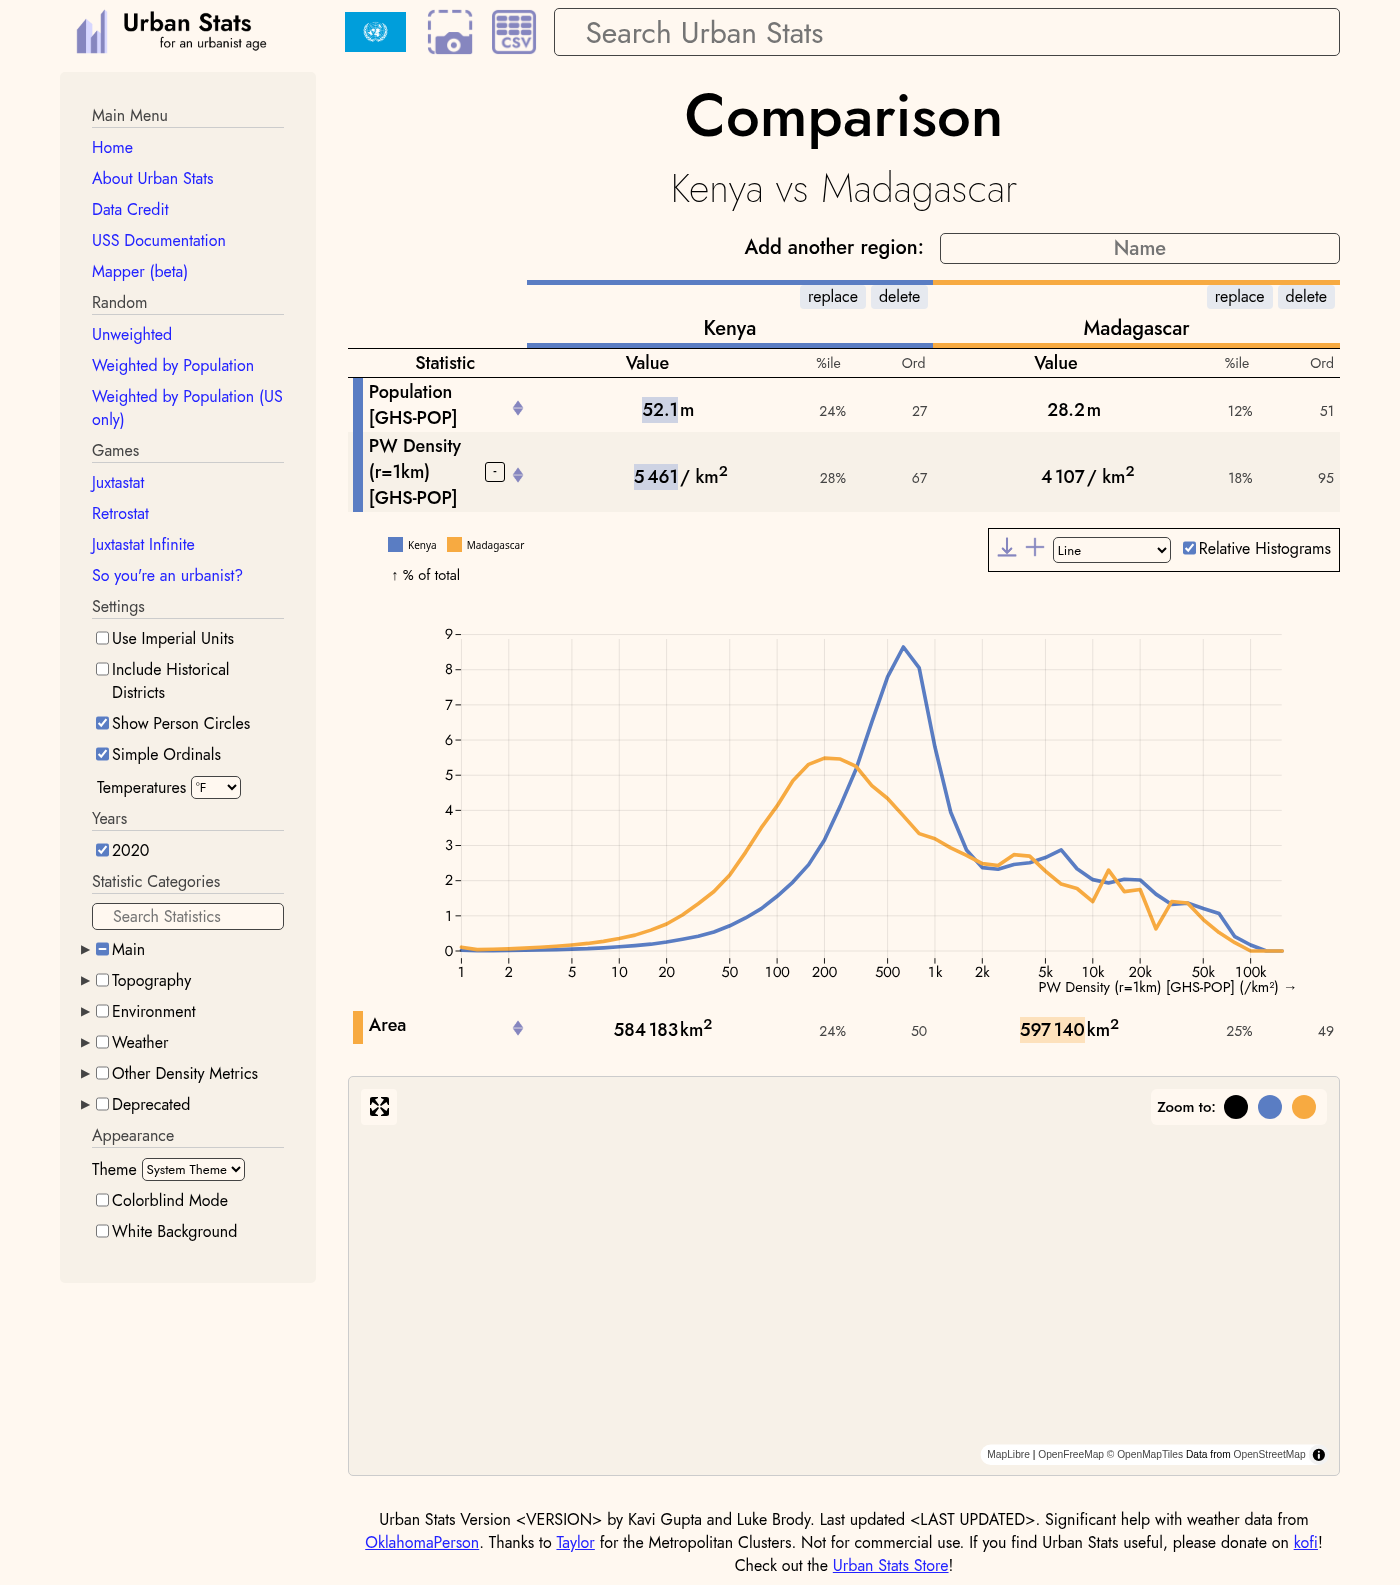 Urban Stats
for an urbanist age
CSV
Search Urban Stats
Main Menu
Home
About Urban Stats
Data Credit
USS Documentation
Mapper (beta)
Random
Unweighted
Weighted by Population
Weighted by Population (US
only)
Games
Juxtastat
Retrostat
Juxtastat Infinite
So you're an urbanist?
Settings
Use Imperial Units
Include Historical
Districts
Show Person Circles
Simple Ordinals
Temperatures °F
Years
2020
Statistic Categories
Search Statistics
Main
Topography
Environment
Weather
Other Density Metrics
Deprecated
Appearance
Theme System Theme
Colorblind Mode
White Background
Comparison
Kenya vs Madagascar
Add another region: Name
replace delete replace delete
Kenya Madagascar
Statistic Value %ile Ord Value %ile Ord
Population
[GHS-POP] 52.1 m 24% 27 28.2 m 12% 51
PW Density
(r=1km)
[GHS-POP] - 5 461 / km² 28% 67 4 107 / km² 18% 95
Kenya Madagascar
Line Relative Histograms
↑ % of total
9
8
7
6
5
4
3
2
1
0
1 2 5 10 20 50 100 200 500 1k 2k 5k 10k 20k 50k 100k
PW Density (r=1km) [GHS-POP] (/km²) →
Area 584 183 km² 24% 50 597 140 km² 25% 49
Zoom to:
MapLibre | OpenFreeMap © OpenMapTiles Data from OpenStreetMap
Urban Stats Version <VERSION> by Kavi Gupta and Luke Brody. Last updated <LAST UPDATED>. Significant help with weather data from
OklahomaPerson. Thanks to Taylor for the Metropolitan Clusters. Not for commercial use. If you find Urban Stats useful, please donate on kofi!
Check out the Urban Stats Store!